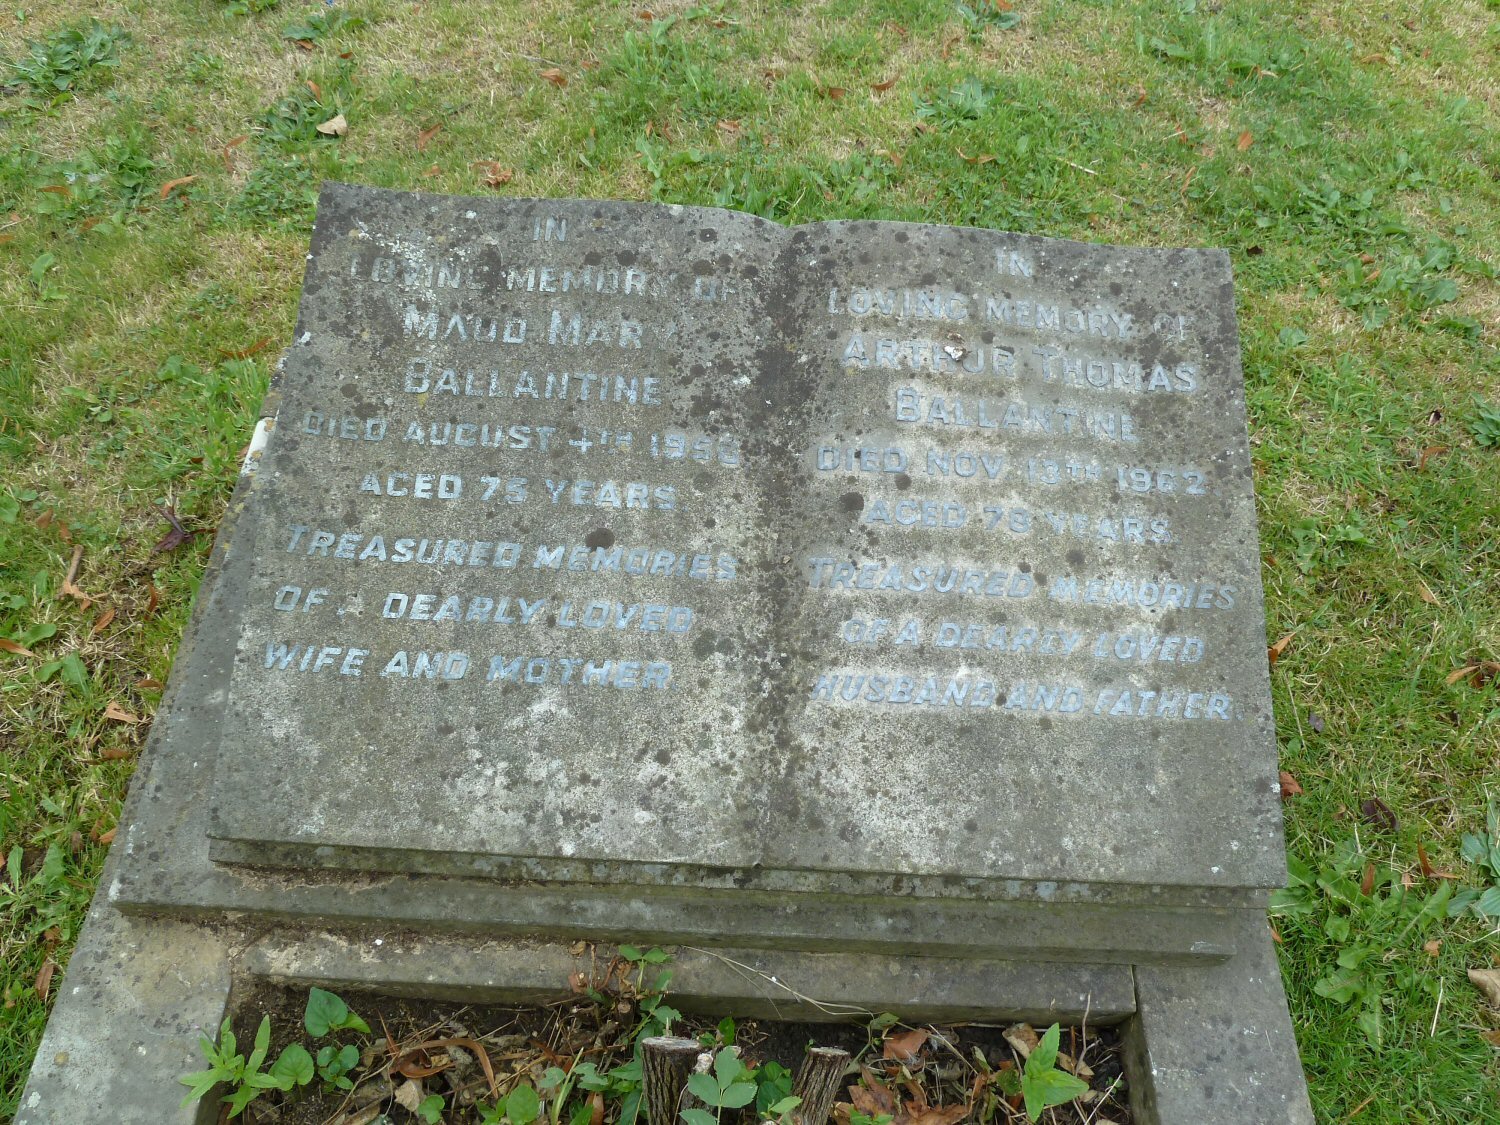 IN
LOVING MEMORY OF
MAUD MARY
BALLANTINE
DIED AUGUST 4TH
AGED 75 YEARS.
TREASURED MEMORIES
OF A DEARLY LOVED
WIFE AND MOTHER.
IN
LOVING MEMORY OF
ARTHUR THOMAS
BALLANTINE
DIED NOV 13TH 1962.
AGED 78 YEARS.
TREASURED MEMORIES
OF A DEARLY LOVED
HUSBAND AND FATHER.